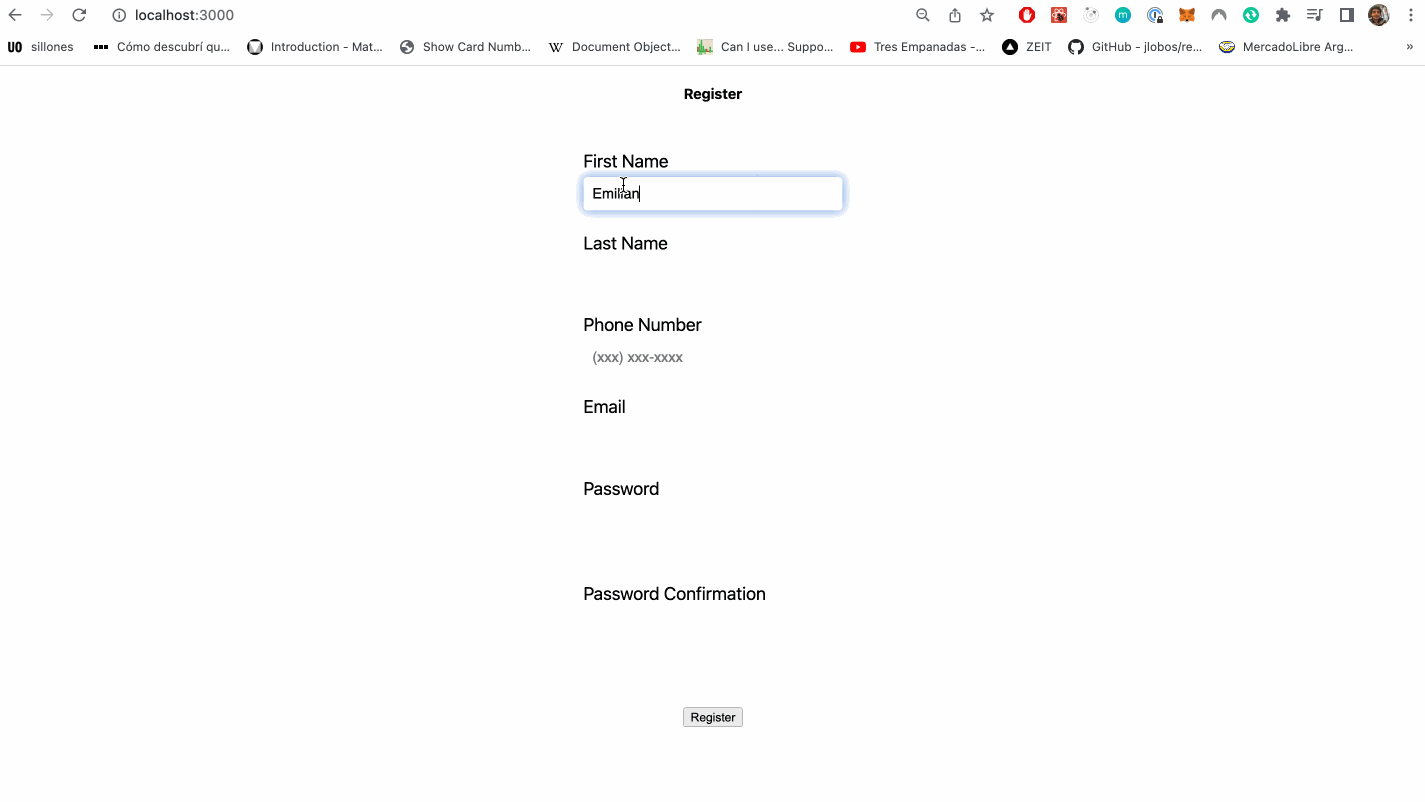 localhost:3000
UO sillones Cómo descubrí qu... Introduction - Mat... Show Card Numb... W Document Object... Can I use... Suppo... Tres Empanadas -... ZEIT GitHub - jlobos/re... MercadoLibre Arg... »
Register
First Name
Emilian
Last Name
Phone Number
(xxx) xxx-xxxx
Email
Password
Password Confirmation
Register